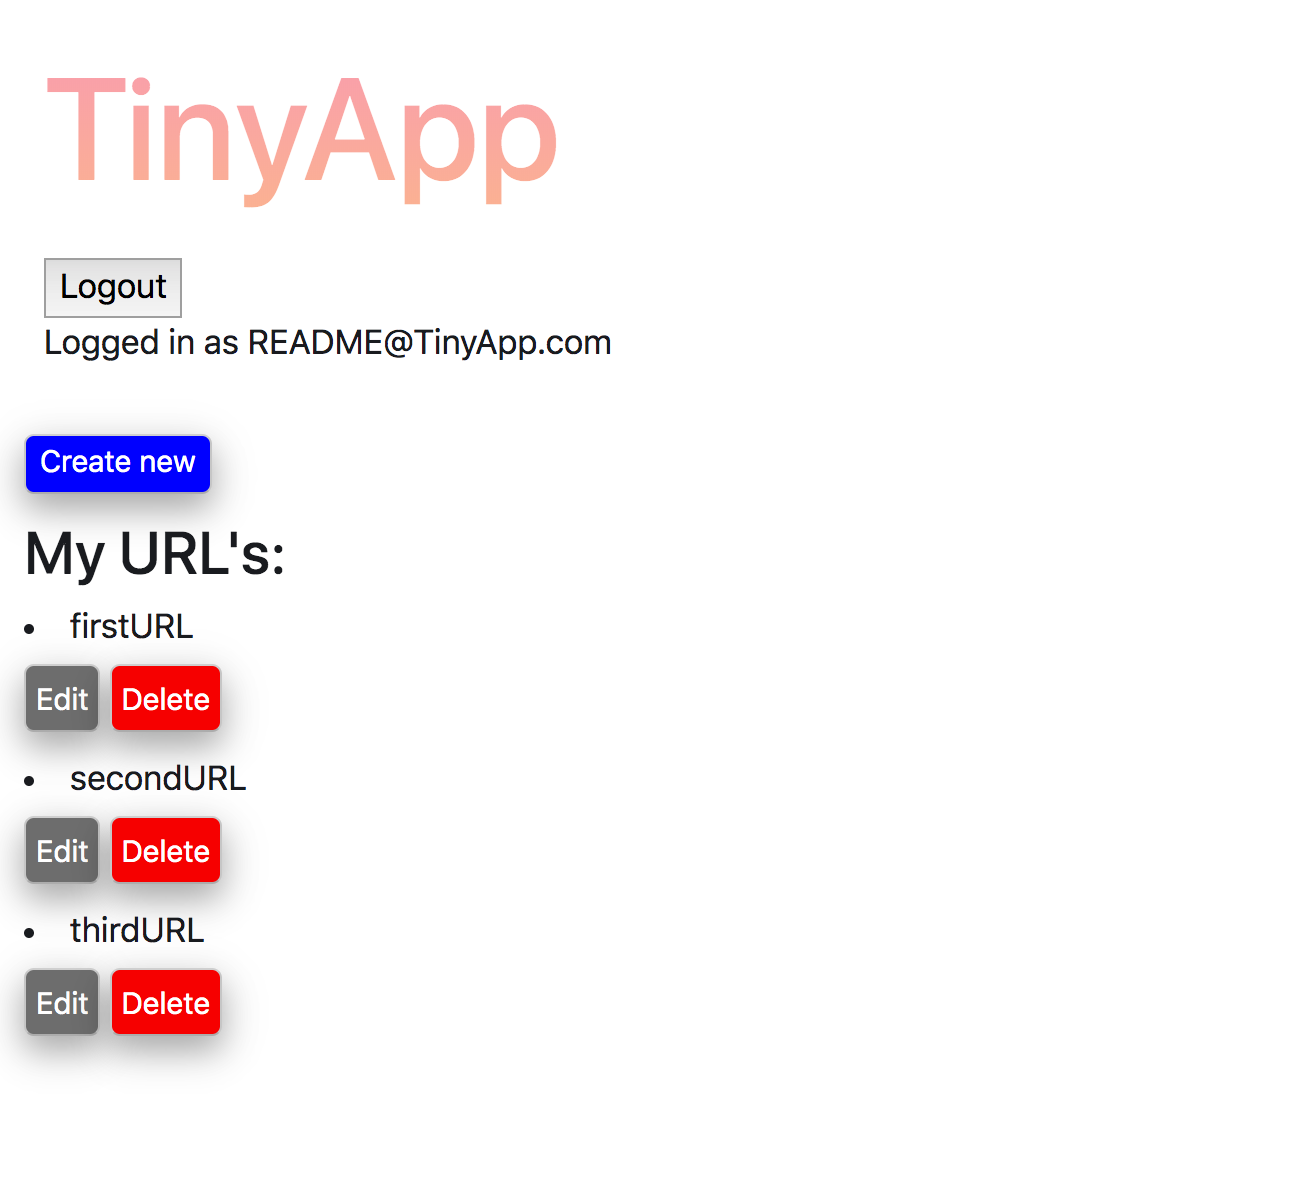 TinyApp
Logout
Logged in as README@TinyApp.com
Create new
My URL's:
firstURL
Edit Delete
secondURL
Edit Delete
thirdURL
Edit Delete